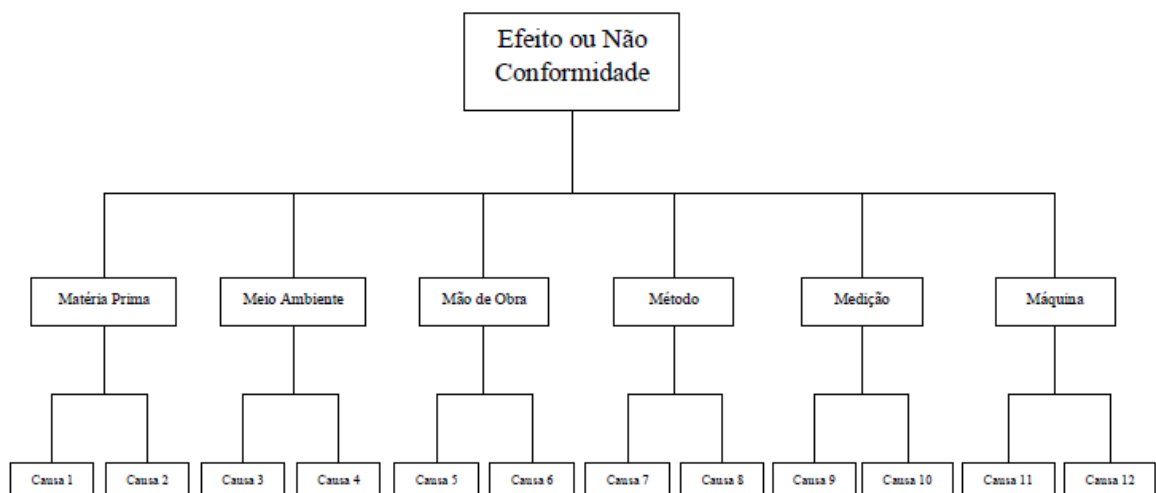 Efeito ou Não
Conformidade
Matéria Prima
Meio Ambiente
Mão de Obra
Método
Medição
Máquina
Causa 1
Causa 2
Causa 3
Causa 4
Causa 5
Causa 6
Causa 7
Causa 8
Causa 9
Causa 10
Causa 11
Causa 12